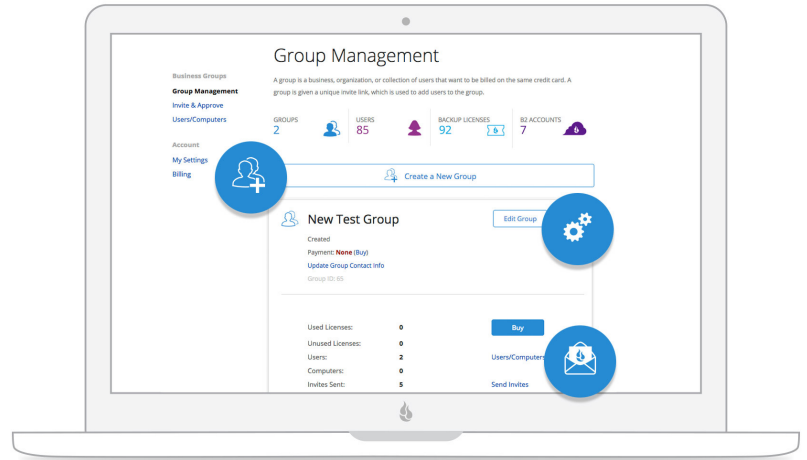 Group Management
Business Groups
Group Management
Invite & Approve
Users/Computers
Account
My Settings
Billing
A group is a business, organization, or collection of users that want to be billed on the same credit card. A
group is given a unique invite link, which is used to add users to the group.
GROUPS
2
USERS
85
BACKUP LICENSES
92
B2 ACCOUNTS
7
Create a New Group
New Test Group
Edit Group
Created
Payment: None (Buy)
Update Group Contact Info
Group ID: 65
Used Licenses: 0
Buy
Unused Licenses: 0
Users: 2
Users/Computers
Computers: 0
Invites Sent: 5
Send Invites